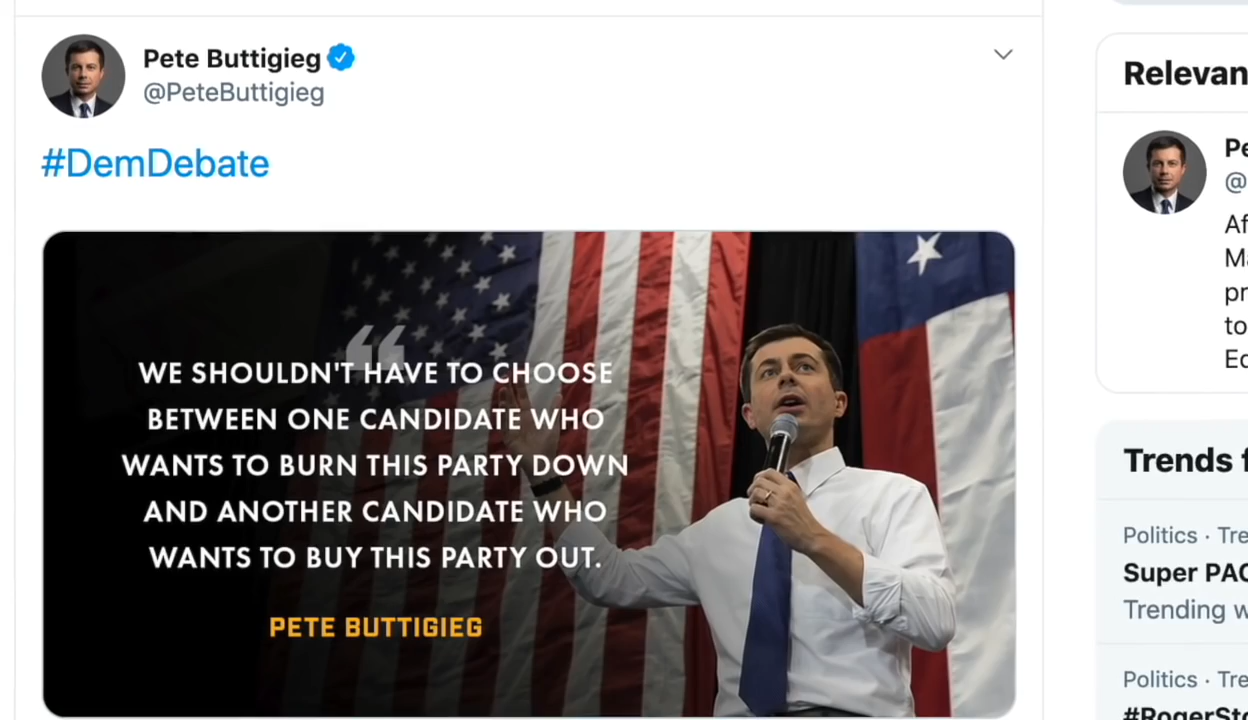 Pete Buttigieg
@PeteButtigieg
#DemDebate
WE SHOULDN'T HAVE TO CHOOSE
BETWEEN ONE CANDIDATE WHO
WANTS TO BURN THIS PARTY DOWN
AND ANOTHER CANDIDATE WHO
WANTS TO BUY THIS PARTY OUT.
PETE BUTTIGIEG
Relevan
Pe
@
Af
Ma
pr
to
Ec
Trends f
Politics · Tre
Super PAC
Trending w
Politics · Tre
#RogerSto